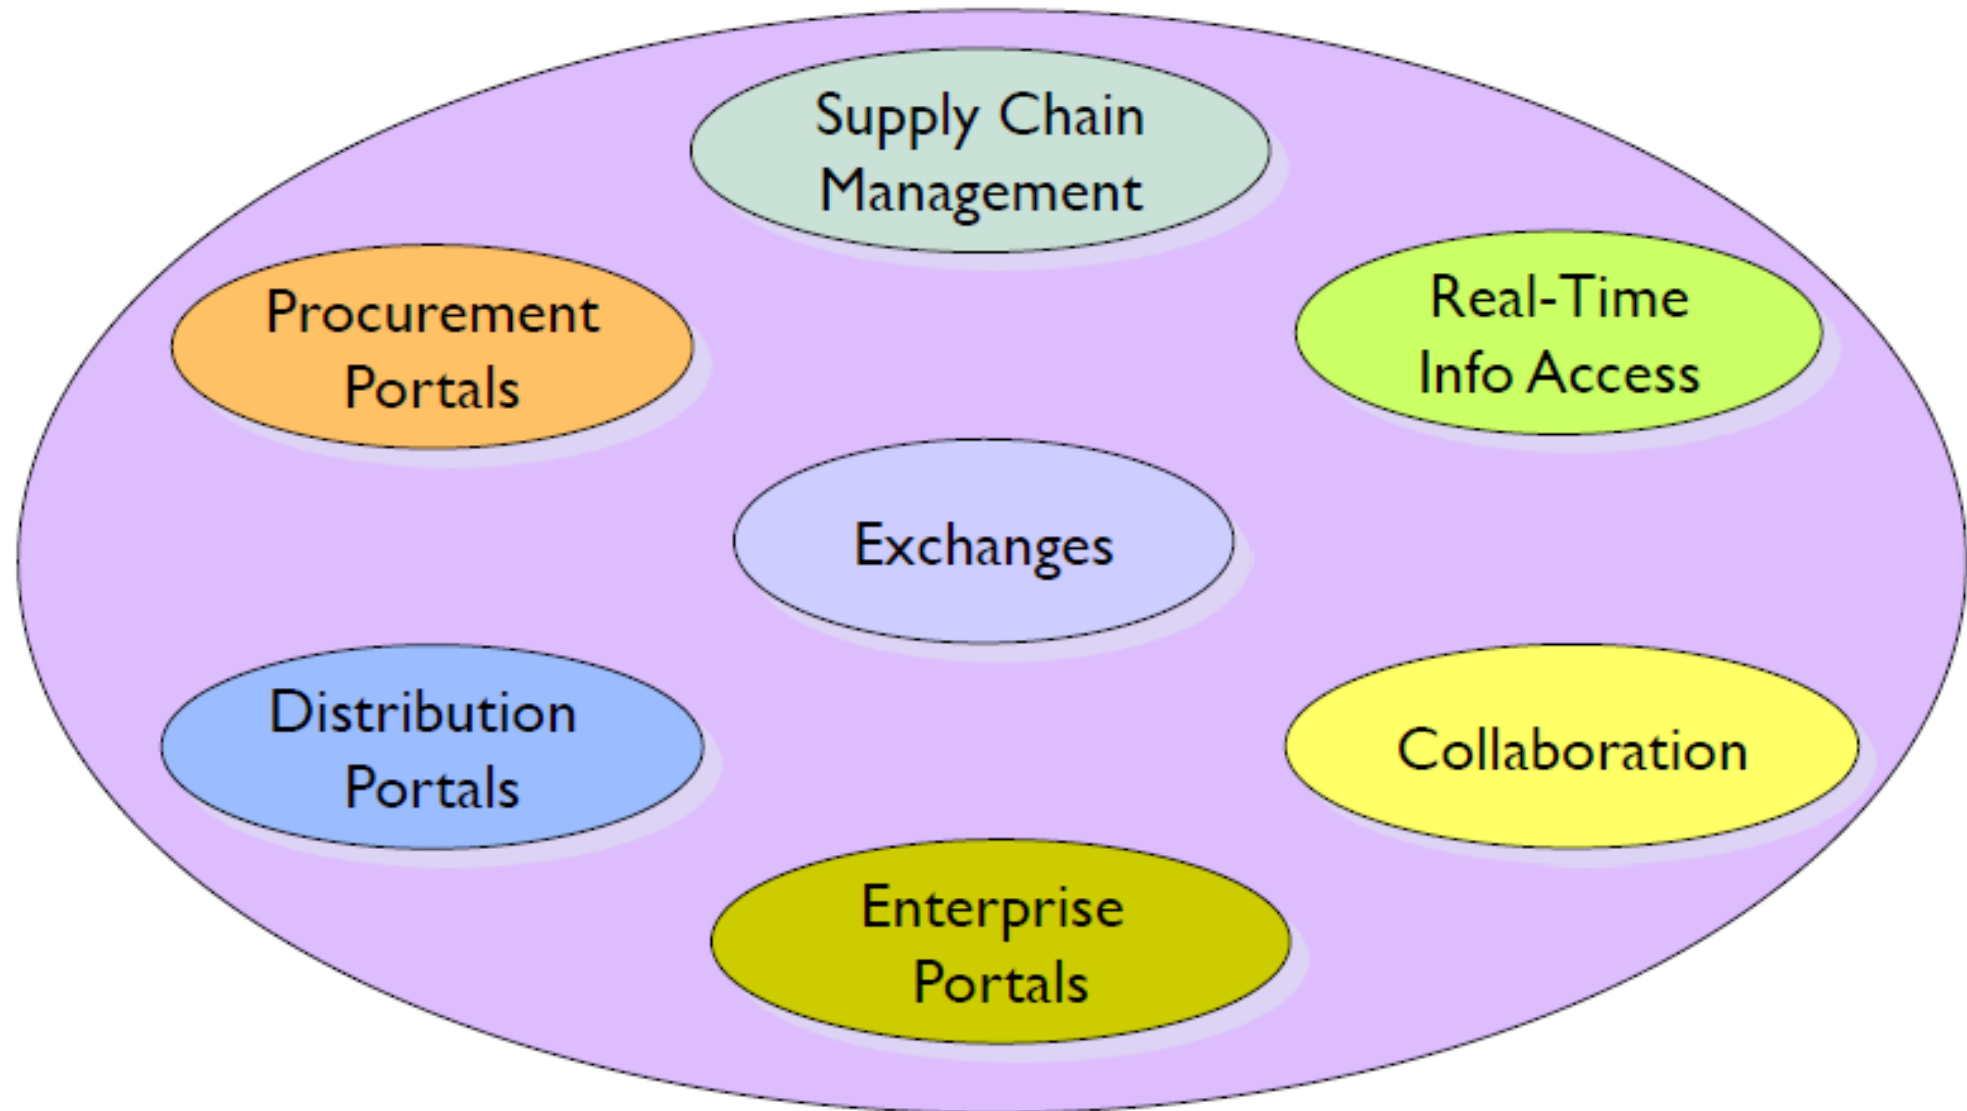 Supply Chain
Management
Procurement
Portals
Real-Time
Info Access
Exchanges
Distribution
Portals
Collaboration
Enterprise
Portals